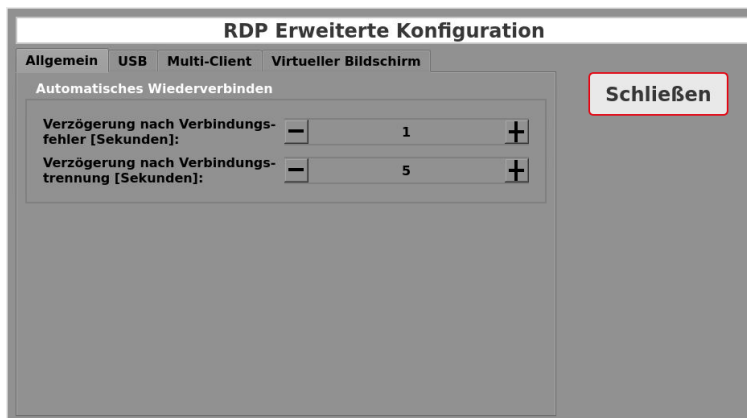 RDP Erweiterte Konfiguration
Allgemein USB Multi-Client Virtueller Bildschirm
Automatisches Wiederverbinden
Schließen
Verzögerung nach Verbindungs-
fehler [Sekunden]:
− 1 +
Verzögerung nach Verbindungs-
trennung [Sekunden]:
− 5 +